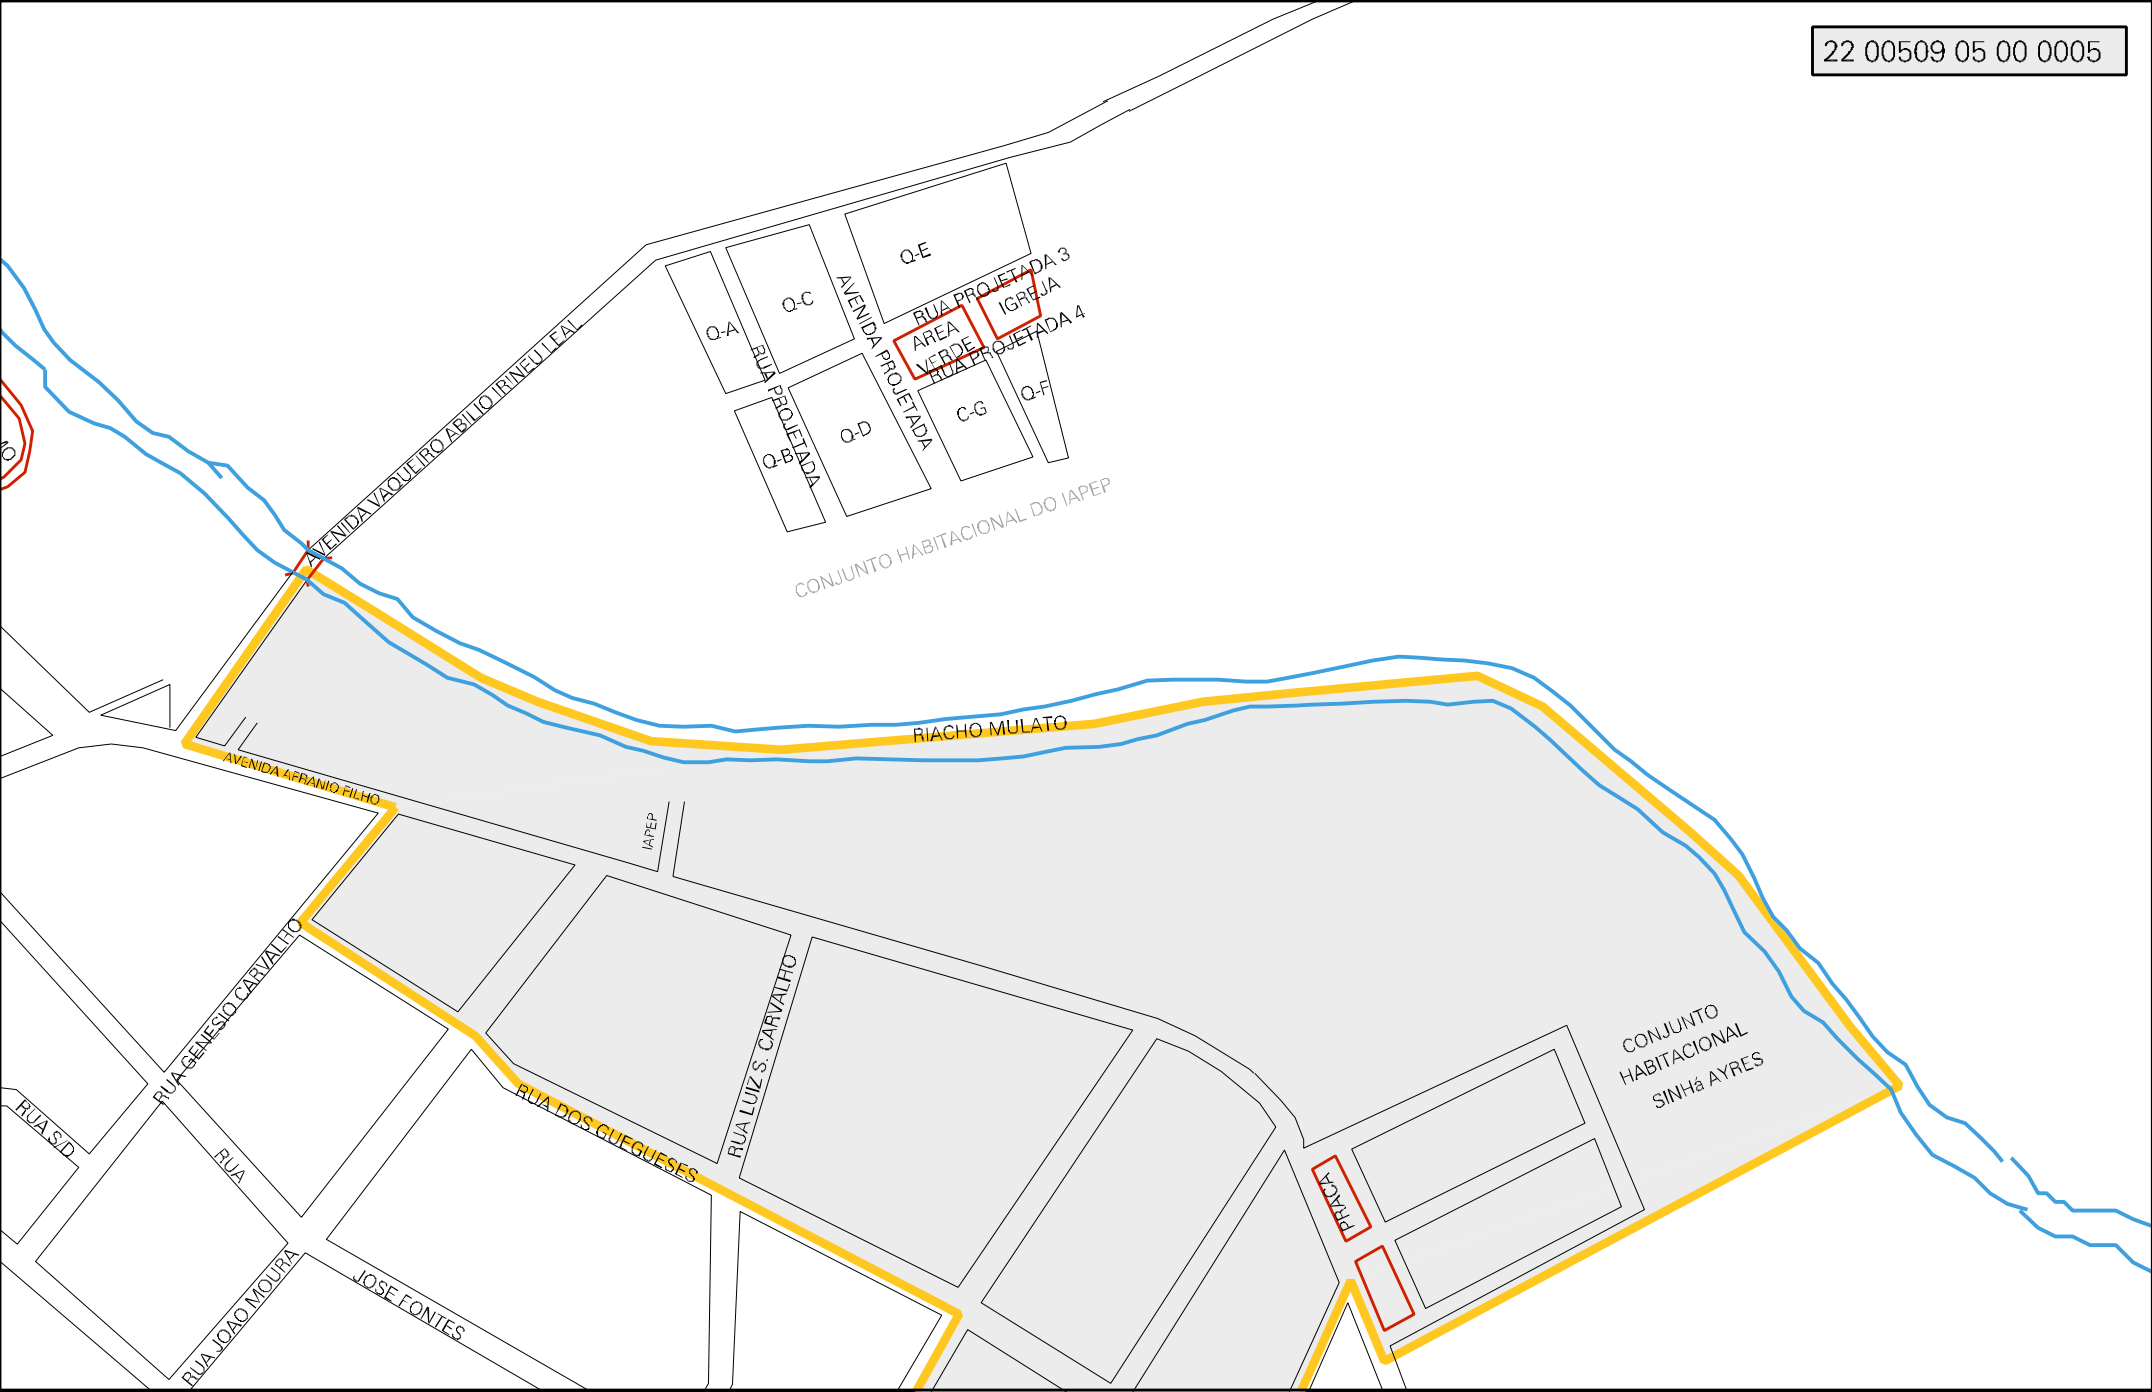 22 00509 05 00 0005
Q-E
RUA PROJETADA 3
IGREJA
Q-C
AREA
VERDE
RUA PROJETADA 4
Q-A
AVENIDA PROJETADA
RUA PROJETADA
Q-F
C-G
Q-D
Q-B
AVENIDA VAQUEIRO ABILIO IRINEU LEAL
CONJUNTO HABITACIONAL DO IAPEP
RIACHO MULATO
AVENIDA AFRANIO FILHO
IAPEP
RUA GENESIO CARVALHO
RUA LUIZ S. CARVALHO
CONJUNTO
HABITACIONAL
SINHá AYRES
RUA S/D
RUA
RUA DOS GUEGUESES
PRAÇA
RUA JOAO MOURA
JOSE FONTES